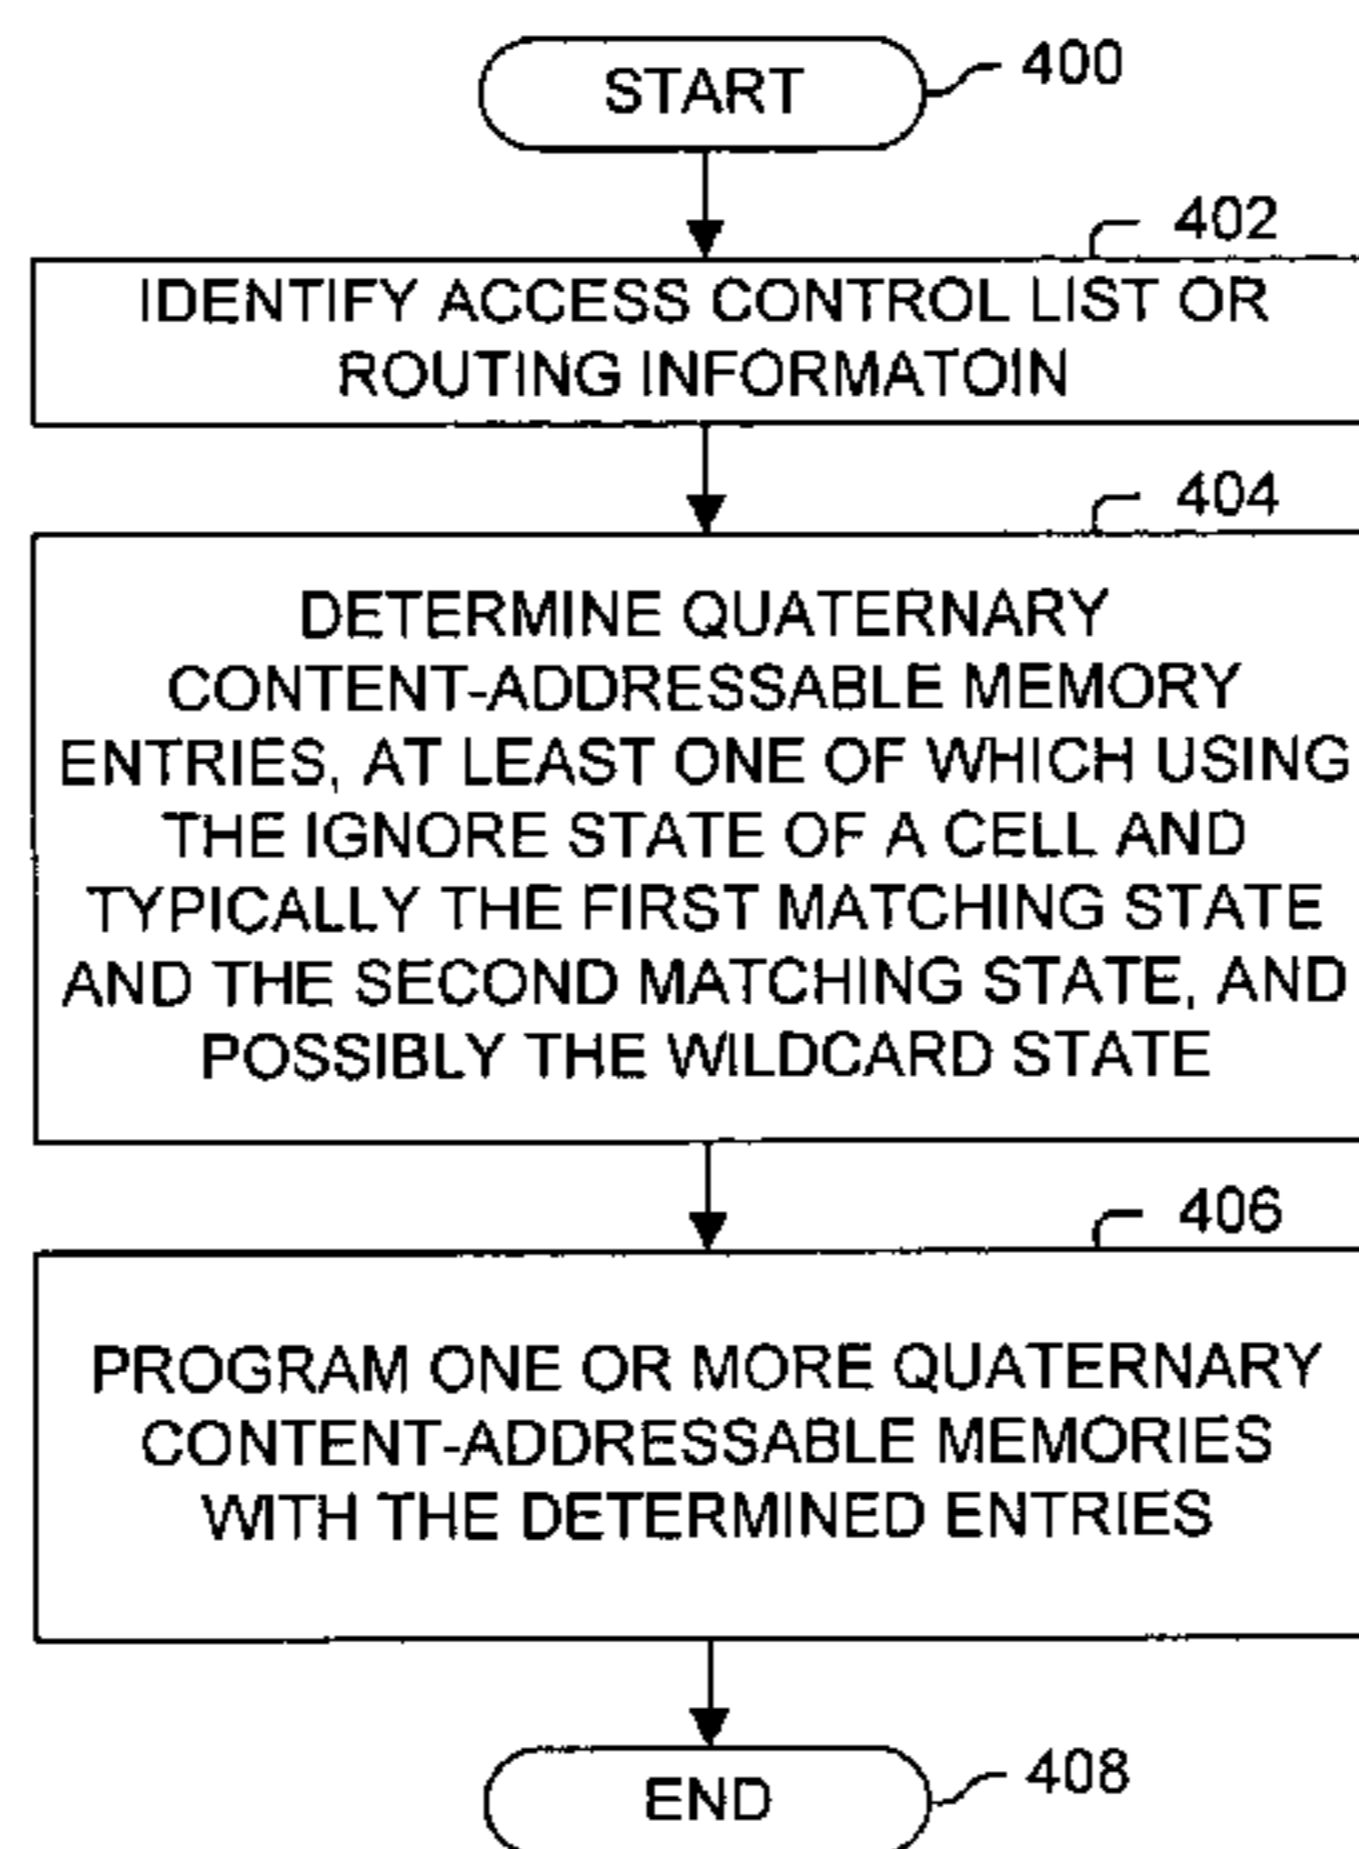 START
400
402
IDENTIFY ACCESS CONTROL LIST OR
ROUTING INFORMATOIN
404
DETERMINE QUATERNARY
CONTENT-ADDRESSABLE MEMORY
ENTRIES, AT LEAST ONE OF WHICH USING
THE IGNORE STATE OF A CELL AND
TYPICALLY THE FIRST MATCHING STATE
AND THE SECOND MATCHING STATE, AND
POSSIBLY THE WILDCARD STATE
406
PROGRAM ONE OR MORE QUATERNARY
CONTENT-ADDRESSABLE MEMORIES
WITH THE DETERMINED ENTRIES
END
408